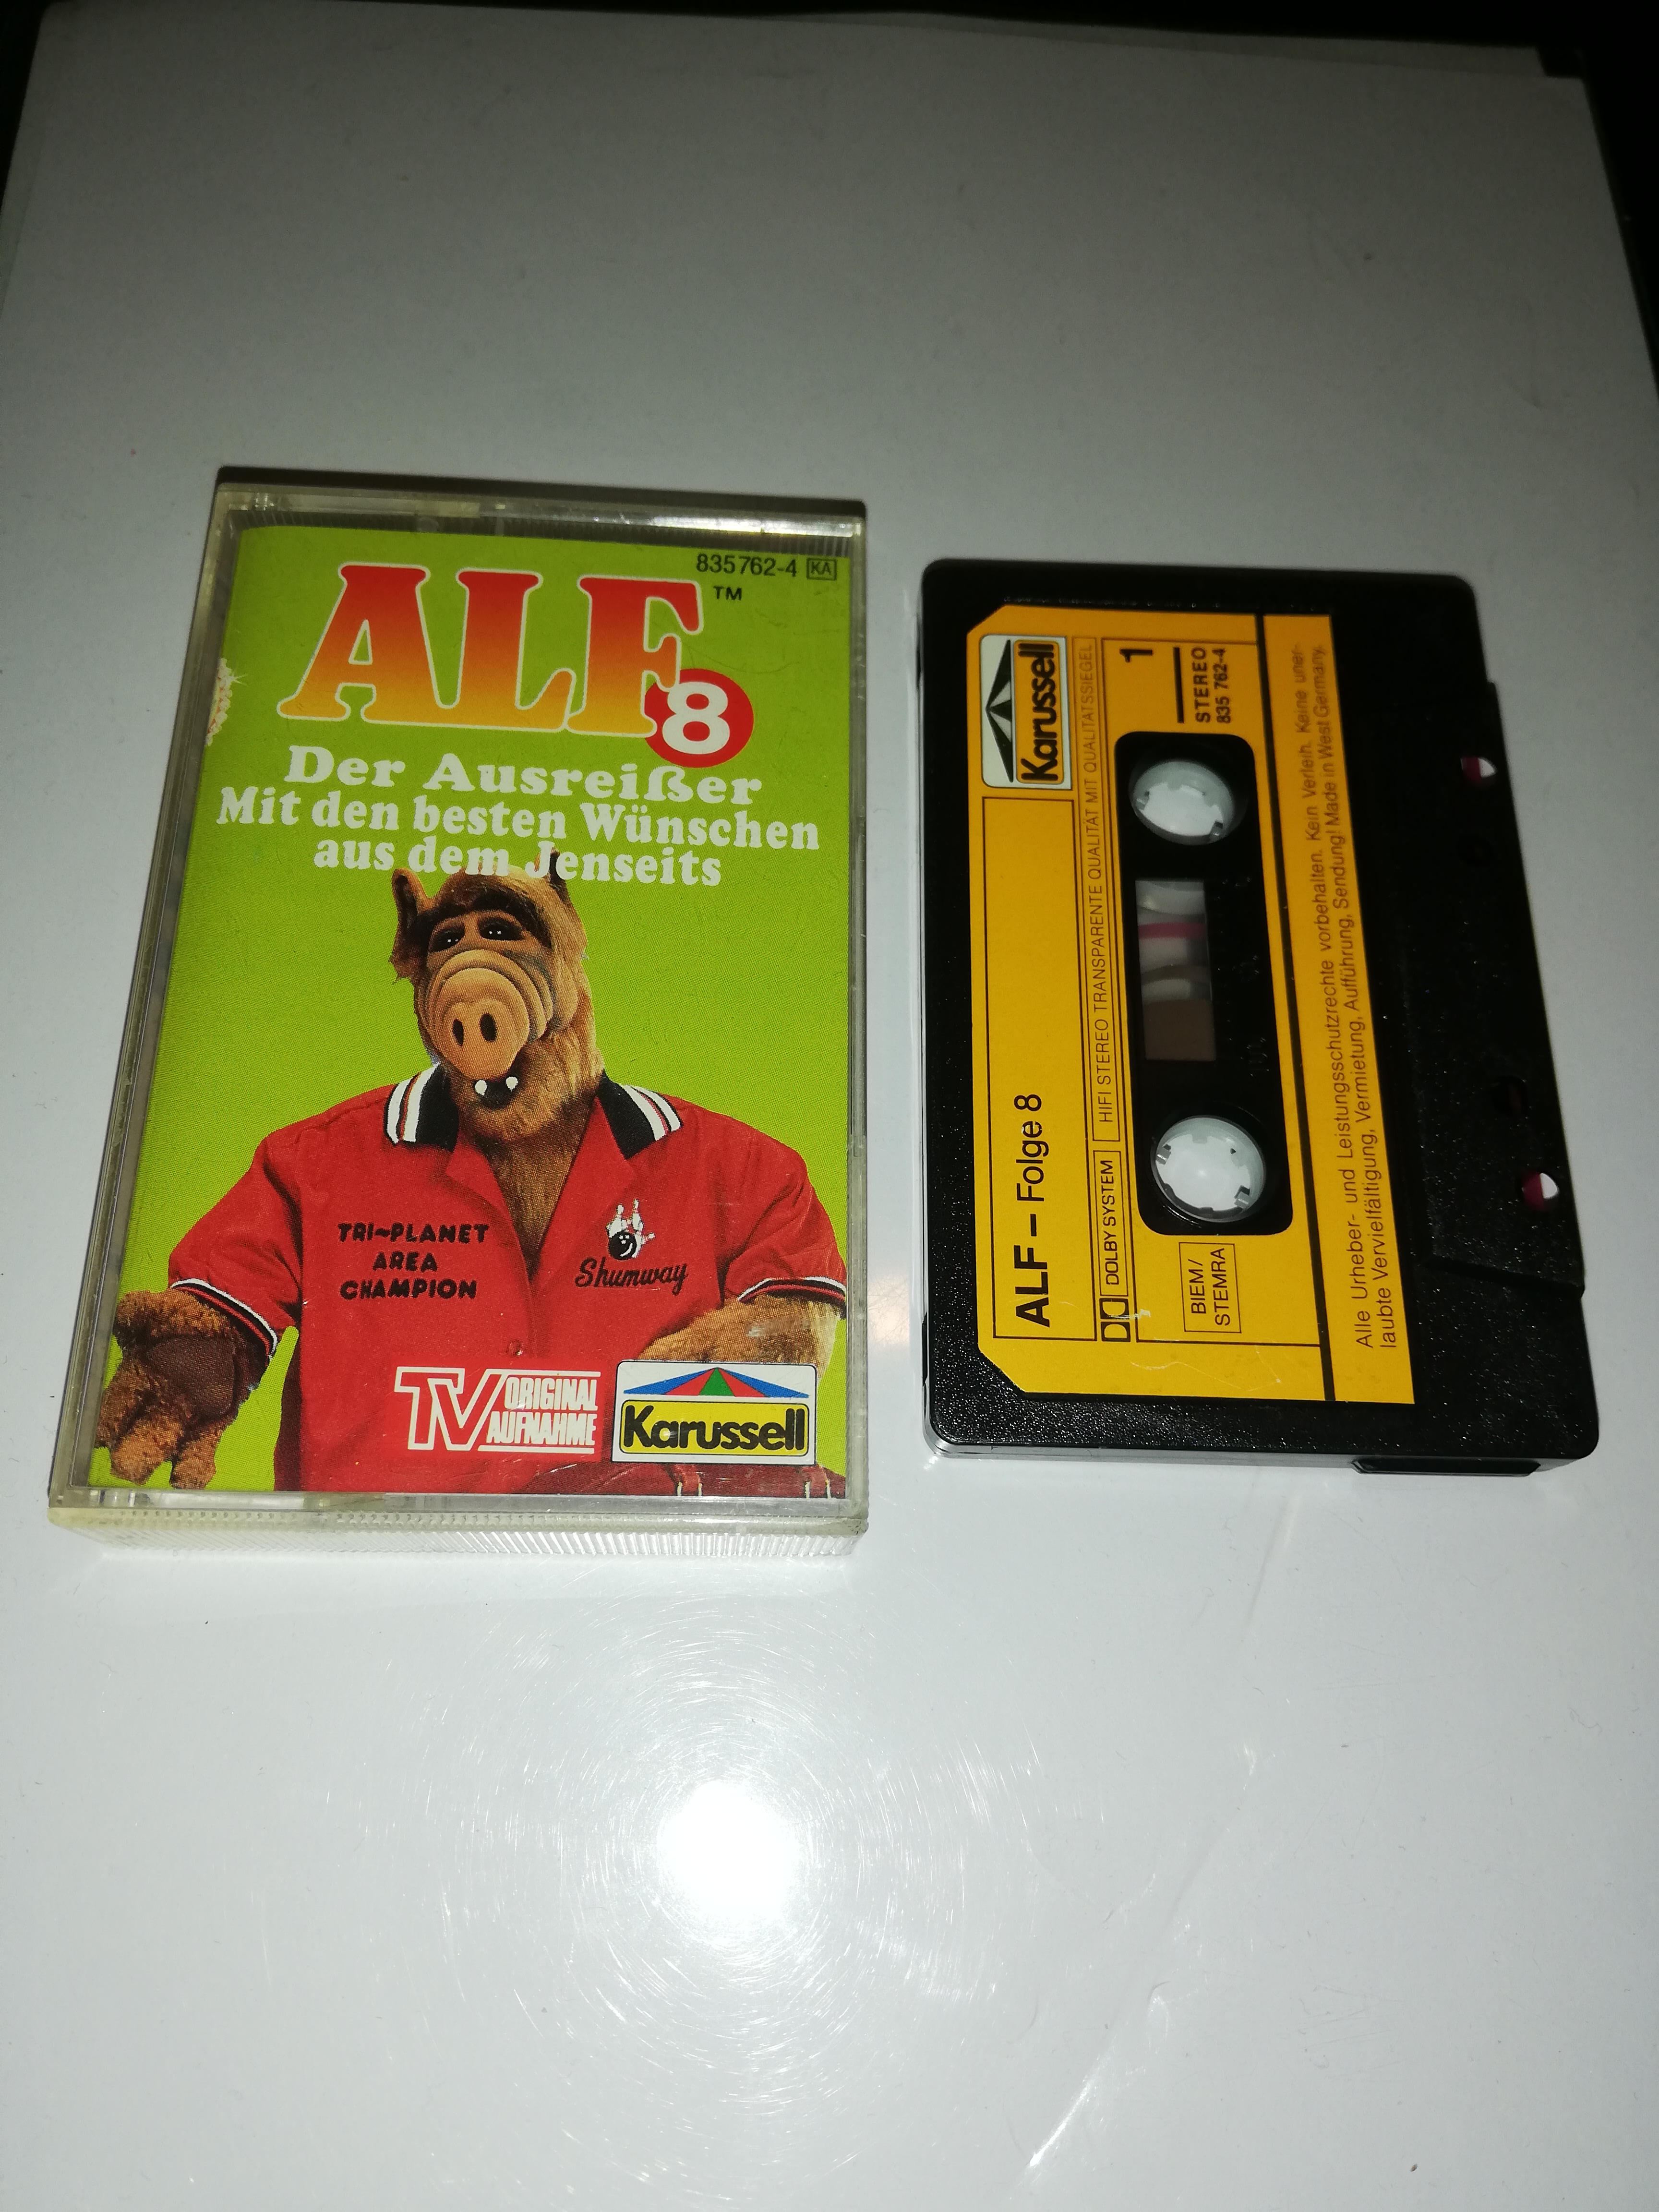 835762-4 KA
ALF
TM
8
Der Ausreißer
Mit den besten Wünschen
aus dem Jenseits
TRI~PLANET
AREA
CHAMPION
Shumway
TV ORIGINAL
AUFNAHME
Karussell
Karussell
ALF – Folge 8
DOLBY SYSTEM
HIFI STEREO TRANSPARENTE QUALITÄT MIT QUALITÄTSSIEGEL
1
STEREO
835 762-4
BIEM/
STEMRA
Alle Urheber- und Leistungsschutzrechte vorbehalten. Kein Verleih. Keine uner-
laubte Vervielfältigung, Vermietung, Aufführung, Sendung! Made in West Germany.